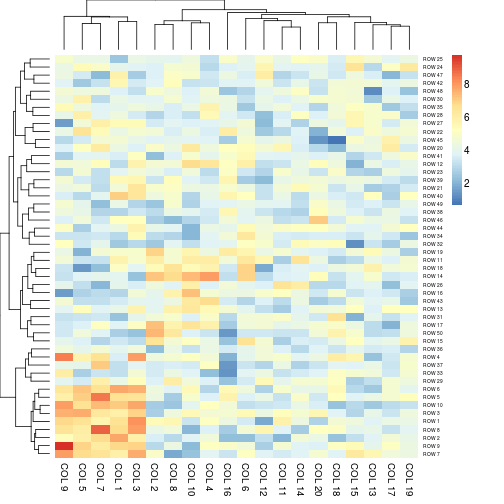 ROW 25
ROW 24
ROW 47
ROW 42
ROW 48
ROW 30
ROW 35
ROW 28
ROW 27
ROW 22
ROW 45
ROW 20
ROW 41
ROW 12
ROW 23
ROW 39
ROW 21
ROW 40
ROW 49
ROW 38
ROW 46
ROW 44
ROW 34
ROW 32
ROW 19
ROW 11
ROW 18
ROW 14
ROW 26
ROW 16
ROW 43
ROW 13
ROW 31
ROW 17
ROW 50
ROW 15
ROW 36
ROW 4
ROW 37
ROW 33
ROW 29
ROW 6
ROW 5
ROW 10
ROW 3
ROW 1
ROW 8
ROW 2
ROW 9
ROW 7
8
6
4
2
COL 9
COL 5
COL 7
COL 1
COL 3
COL 2
COL 8
COL 10
COL 4
COL 16
COL 6
COL 12
COL 11
COL 14
COL 20
COL 18
COL 15
COL 13
COL 17
COL 19